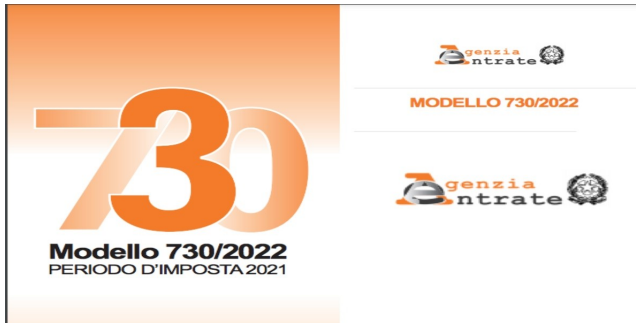 730
Modello 730/2022
PERIODO D'IMPOSTA 2021
Agenzia
Entrate
MODELLO 730/2022
Agenzia
Entrate